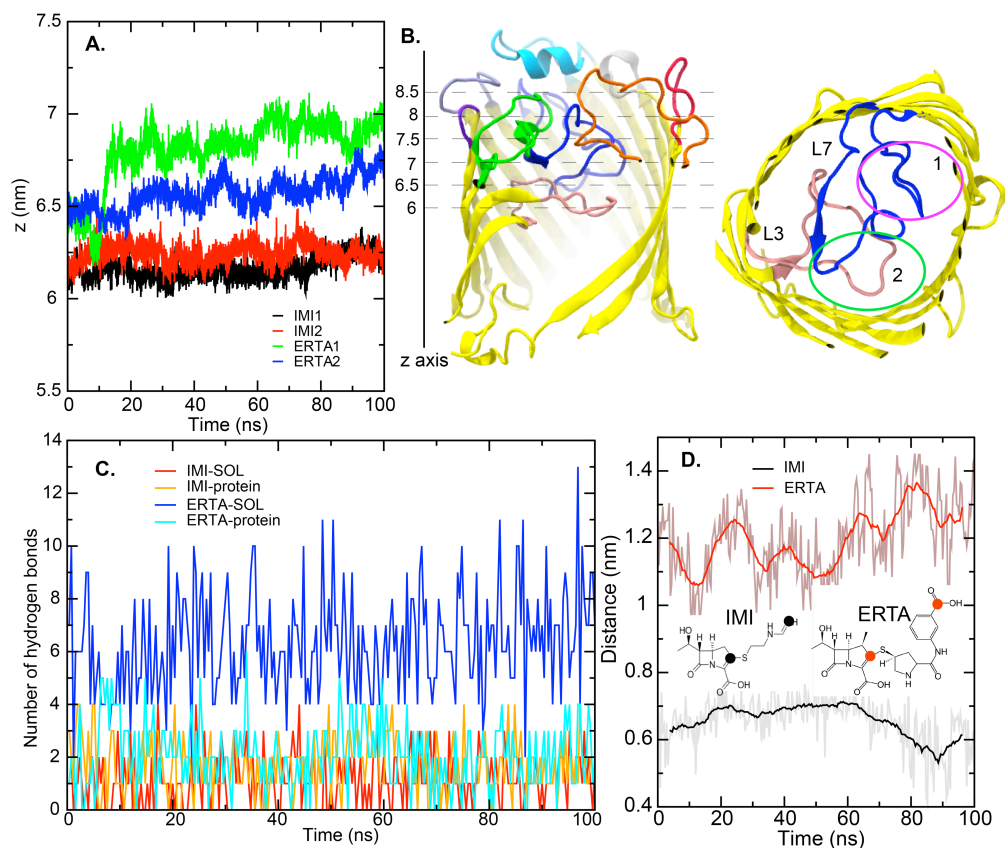 A.
z (nm)
7.5
7
6.5
6
5.5
IMI1
IMI2
ERTA1
ERTA2
0 20 40 60 80 100
Time (ns)
B.
8.5
8
7.5
7
6.5
6
z axis
L7
1
L3
2
C.
Number of hydrogen bonds
14
12
10
8
6
4
2
0
IMI-SOL
IMI-protein
ERTA-SOL
ERTA-protein
0 20 40 60 80 100
Time (ns)
D.
Distance (nm)
1.4
1.2
1
0.8
0.6
0.4
IMI
ERTA
IMI
HO
H
H
O
N
S
H
N
H
O
OH
ERTA
HO
H
H
O
N
S
H
NH
O
NH
O
OH
O
OH
0 20 40 60 80 100
Time (ns)